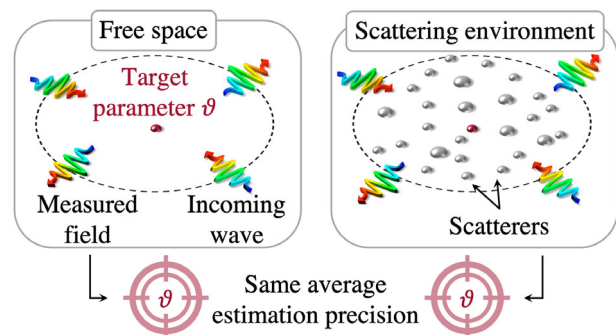 Free space
Scattering environment
Target
parameter ϑ
Measured
field
Incoming
wave
Scatterers
ϑ
Same average
estimation precision
ϑ